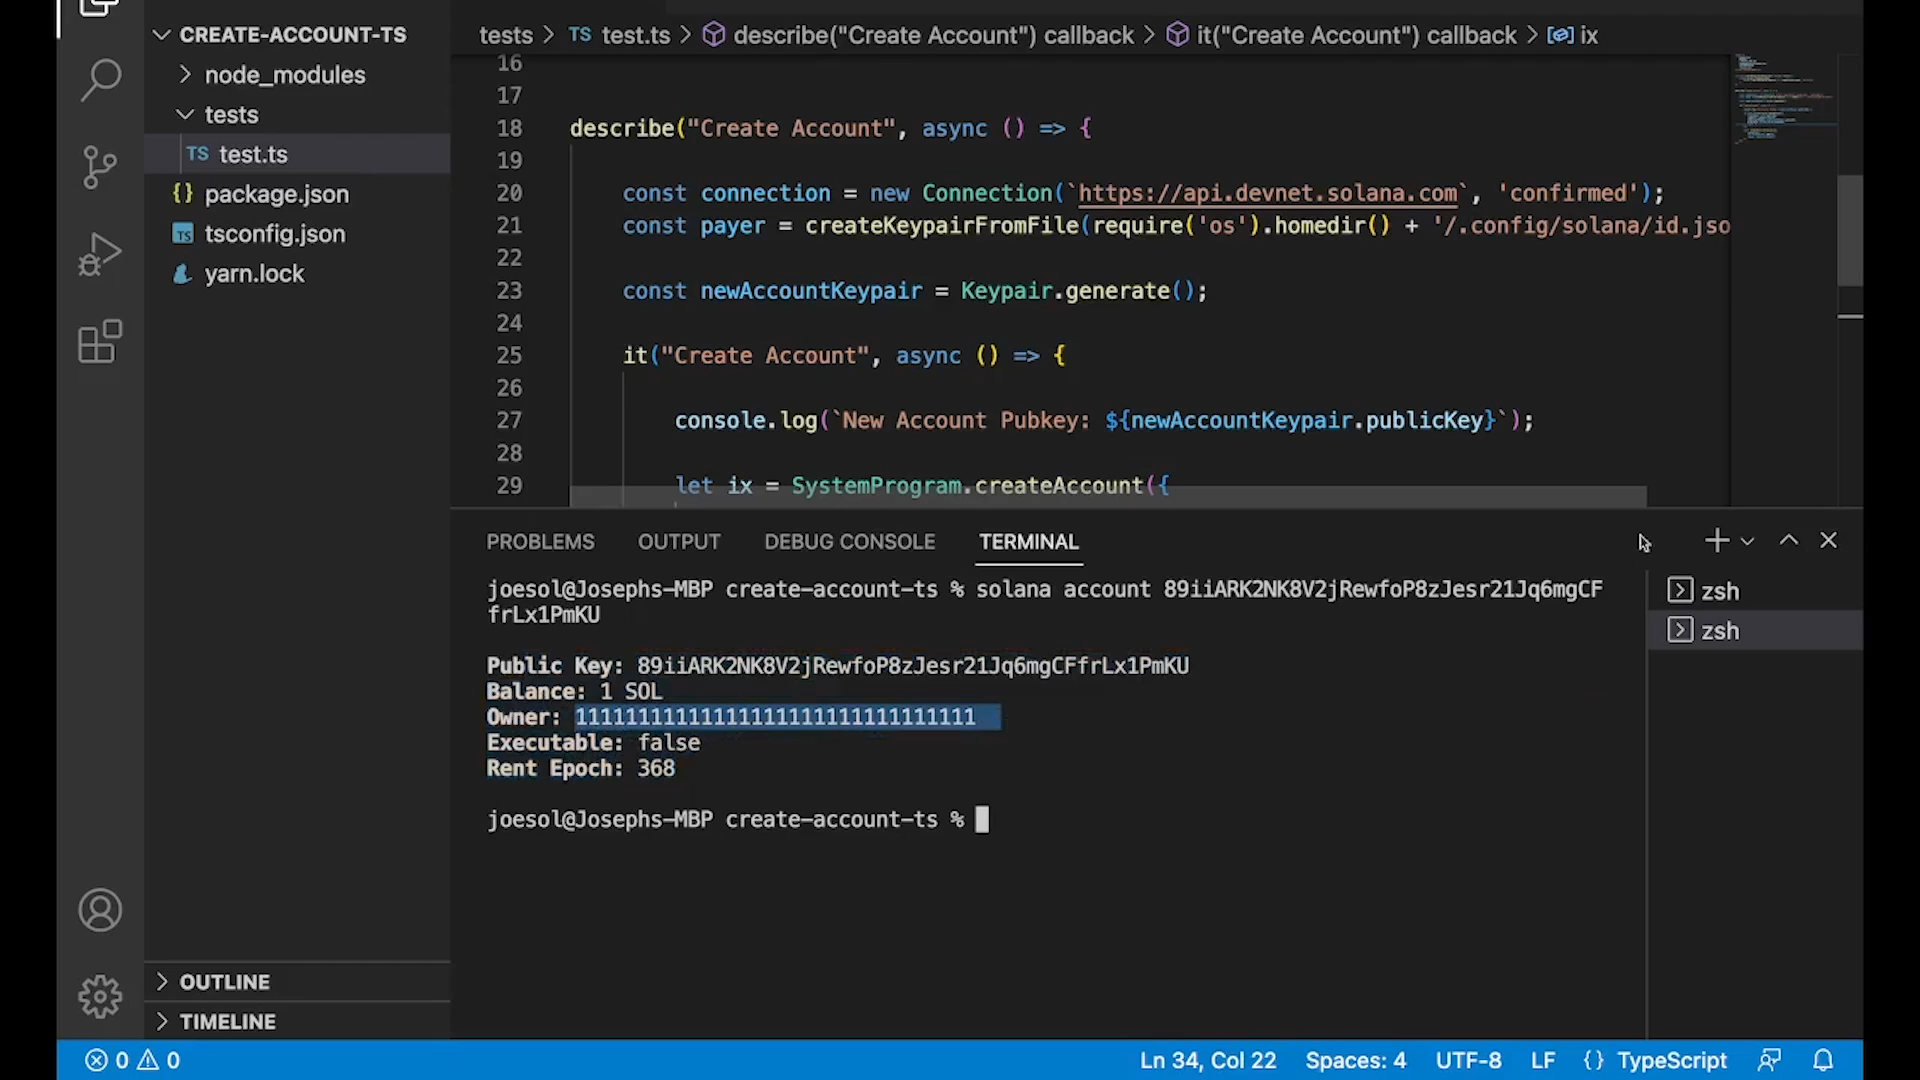 CREATE-ACCOUNT-TS
node_modules
tests
TS test.ts
{} package.json
TS tsconfig.json
yarn.lock
OUTLINE
TIMELINE
tests > TS test.ts > describe("Create Account") callback > it("Create Account") callback > ix
16
17
18 describe("Create Account", async () => {
19
20 const connection = new Connection(`https://api.devnet.solana.com`, 'confirmed');
21 const payer = createKeypairFromFile(require('os').homedir() + '/.config/solana/id.jso
22
23 const newAccountKeypair = Keypair.generate();
24
25 it("Create Account", async () => {
26
27 console.log(`New Account Pubkey: ${newAccountKeypair.publicKey}`);
28
29 let ix = SystemProgram.createAccount({
PROBLEMS OUTPUT DEBUG CONSOLE TERMINAL
joesol@Josephs-MBP create-account-ts % solana account 89iiARK2NK8V2jRewfoP8zJesr21Jq6mgCF
frLx1PmKU
Public Key: 89iiARK2NK8V2jRewfoP8zJesr21Jq6mgCFfrLx1PmKU
Balance: 1 SOL
Owner: 11111111111111111111111111111111
Executable: false
Rent Epoch: 368
joesol@Josephs-MBP create-account-ts %
zsh
zsh
0 0 Ln 34, Col 22 Spaces: 4 UTF-8 LF {} TypeScript